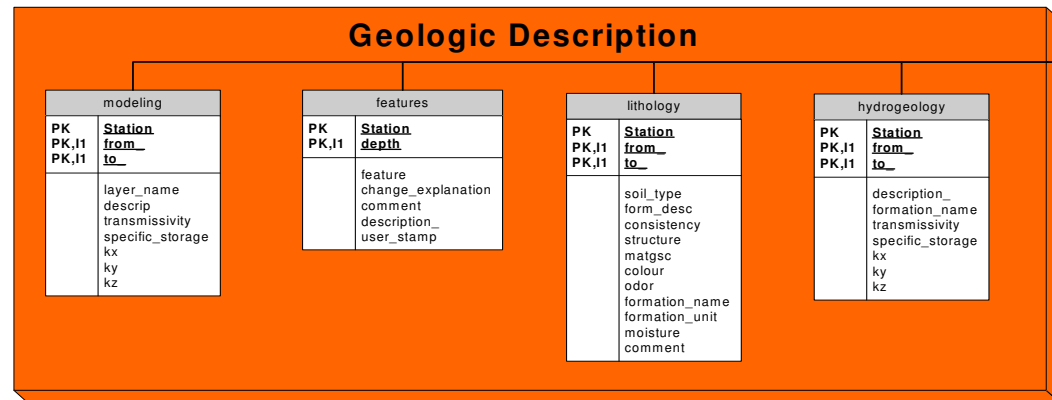 Geologic Description
modeling
PK Station
PK,I1 from_
PK,I1 to_
layer_name
descrip
transmissivity
specific_storage
kx
ky
kz
features
PK Station
PK,I1 depth
feature
change_explanation
comment
description_
user_stamp
lithology
PK Station
PK,I1 from_
PK,I1 to_
soil_type
form_desc
consistency
structure
matgsc
colour
odor
formation_name
formation_unit
moisture
comment
hydrogeology
PK Station
PK,I1 from_
PK,I1 to_
description_
formation_name
transmissivity
specific_storage
kx
ky
kz